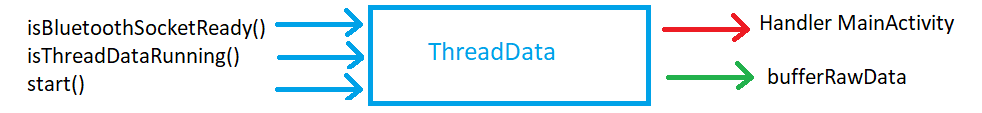 isBluetoothSocketReady()
isThreadDataRunning()
start()
ThreadData
Handler MainActivity
bufferRawData